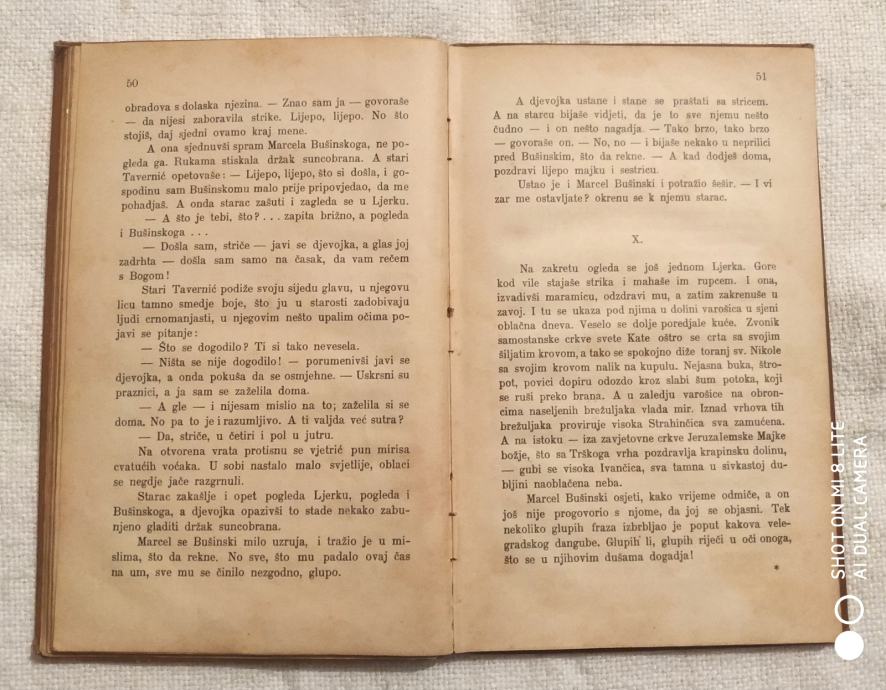 50
obradova s dolaska njezina. — Znao sam ja — govoraše
— da nijesi zaboravila strike. Lijepo, lijepo. No što
stojiš, daj sjedni ovamo kraj mene.
A ona sjednuvši spram Marcela Bušinskoga, ne po-
gleda ga. Rukama stiskala držak suncobrana. A stari
Tavernić opetovaše: — Lijepo, lijepo, što si došla, i go-
spodinu sam Bušinskomu malo prije pripovjedao, da me
pohadjaš. A onda starac zašuti i zagleda se u Ljerku.
— A što je tebi, što? . . . zapita brižno, a pogleda
i Bušinskoga . . .
— Došla sam, striče — javi se djevojka, a glas joj
zadrhta — došla sam samo na časak, da vam rečem
s Bogom!
Stari Tavernić podiže svoju sijedu glavu, u njegovu
licu tamno smedje boje, što ju u starosti zadobivaju
ljudi crnomanjasti, u njegovim nešto upalim očima po-
javi se pitanje:
— Što se dogodilo? Ti si tako nevesela.
— Ništa se nije dogodilo! — porumenivši javi se
djevojka, a onda pokuša da se osmjehne. — Uskrsni su
praznici, a ja sam se zaželila doma.
— A gle — i nijesam mislio na to; zaželila si se
doma. No pa to je i razumljivo. A ti valjda već sutra?
— Da, striče, u četiri i pol u jutru.
Na otvorena vrata protisnu se vjetrić pun mirisa
cvatućih voćaka. U sobi nastalo malo svjetlije, oblaci
se negdje jače razgrnuli.
Starac zakašlje i opet pogleda Ljerku, pogleda i
Bušinskoga, a djevojka opazivši to stade nekako zabu-
njeno gladiti držak suncobrana.
Marcel se Bušinski milo uzruja, i tražio je u mi-
slima, što da rekne. No sve, što mu padalo ovaj čas
na um, sve mu se činilo nezgodno, glupo.
51
A djevojka ustane i stane se praštati sa stricem.
A na starcu bijaše vidjeti, da je to sve njemu nešto
čudno — i on nešto nagadja. — Tako brzo, tako brzo
— govoraše on. — No, no — i bijaše nekako u neprilici
pred Bušinskim, što da rekne. — A kad dodješ doma,
pozdravi lijepo majku i sestricu.
Ustao je i Marcel Bušinski i potražio šešir. — I vi
zar me ostavljate? okrenu se k njemu starac.
X.
Na zakretu ogleda se još jednom Ljerka. Gore
kod vile stajaše strika i mahaše im rupcem. I ona,
izvadivši maramicu, odzdravi mu, a zatim zakrenuše u
zavoj. I tu se ukaza pod njima u dolini varošica u sjeni
oblačna dneva. Veselo se dolje poredjale kuće. Zvonik
samostanske crkve svete Kate oštro se crta sa svojim
šiljatim krovom, a tako se spokojno diže toranj sv. Nikole
sa svojim krovom nalik na kupulu. Nejasna buka, štro-
pot, povici dopiru odozdo kroz slabi šum potoka, koji
se ruši preko brana. A u zaledju varošice na obron-
cima naseljenih brežuljaka vlada mir. Iznad vrhova tih
brežuljaka proviruje visoka Strahinčica sva zamućena.
A na istoku — iza zavjetovne crkve Jeruzalemske Majke
božje, što sa Trškoga vrha pozdravlja krapinsku dolinu,
— gubi se visoka Ivančica, sva tamna u sivkastoj du-
bljini naoblačena neba.
Marcel Bušinski osjeti, kako vrijeme odmiče, a on
još nije progovorio s njome, da joj se objasni. Tek
nekoliko glupih fraza izbrbljao je poput kakova vele-
gradskog dangube. Glupih li, glupih riječi u oči onoga,
što se u njihovim dušama dogadja!
*
SHOT ON MI 8 LITE
AI DUAL CAMERA